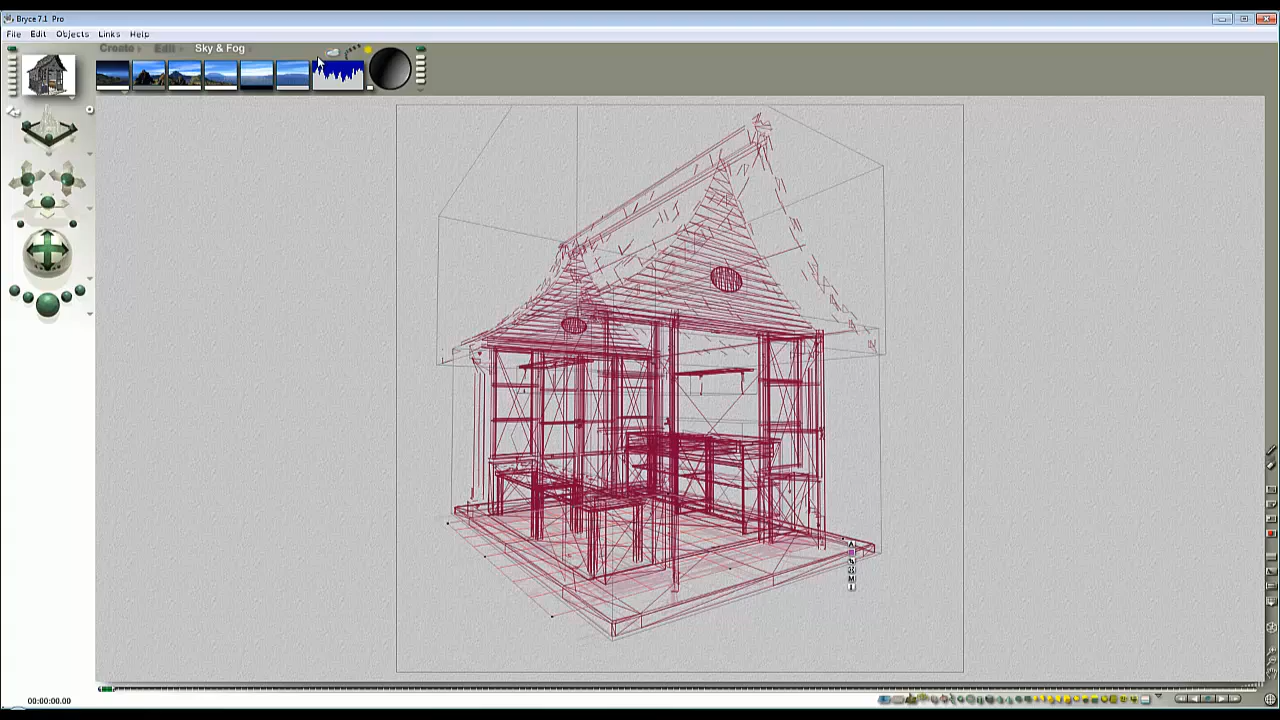 Bryce 7.1 Pro
File Edit Objects Links Help
Create Edit Sky & Fog
A
M
00:00:00.00